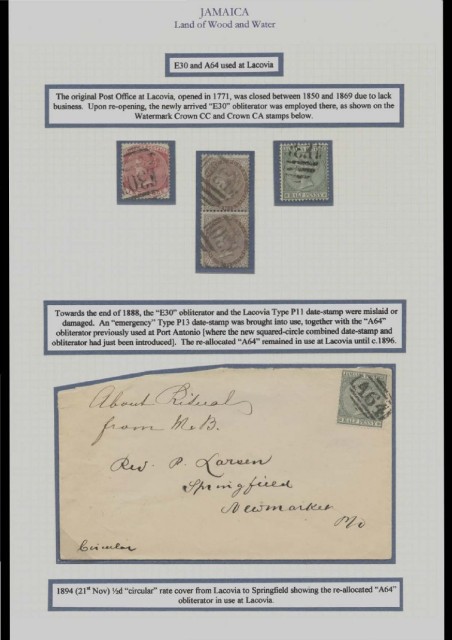 JAMAICA
Land of Wood and Water
E30 and A64 used at Lacovia
The original Post Office at Lacovia, opened in 1771, was closed between 1850 and 1869 due to lack
business. Upon re-opening, the newly arrived "E30" obliterator was employed there, as shown on the
Watermark Crown CC and Crown CA stamps below.
HALF PENNY
Towards the end of 1888, the "E30" obliterator and the Lacovia Type P11 date-stamp were mislaid or
damaged. An "emergency" Type P13 date-stamp was brought into use, together with the "A64"
obliterator previously used at Port Antonio [where the new squared-circle combined date-stamp and
obliterator had just been introduced]. The re-allocated "A64" remained in use at Lacovia until c.1896.
About Ritual
from McB.
A64
HALF PENNY
Rev. P. Larsen
Springfield
Newmarket
P.O
Circular
1894 (21st Nov) ½d "circular" rate cover from Lacovia to Springfield showing the re-allocated "A64"
obliterator in use at Lacovia.